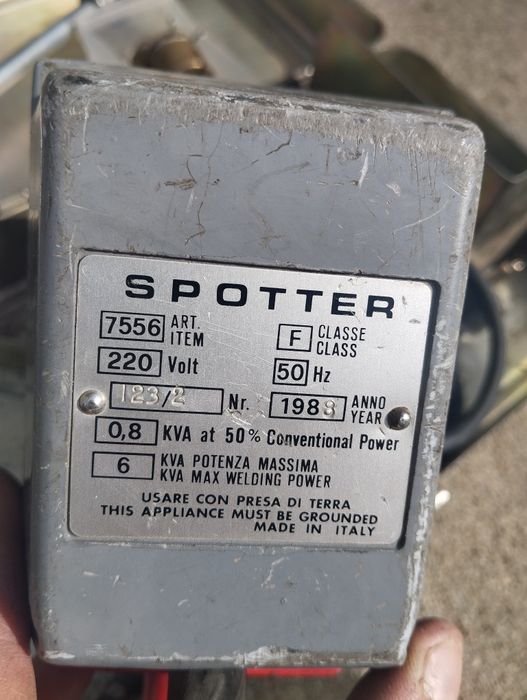 SPOTTER
7556 ART. ITEM F CLASSE CLASS
220 Volt 50 Hz
123/2 Nr. 1988 ANNO YEAR
0,8 KVA at 50% Conventional Power
6 KVA POTENZA MASSIMA
KVA MAX WELDING POWER
USARE CON PRESA DI TERRA
THIS APPLIANCE MUST BE GROUNDED
MADE IN ITALY